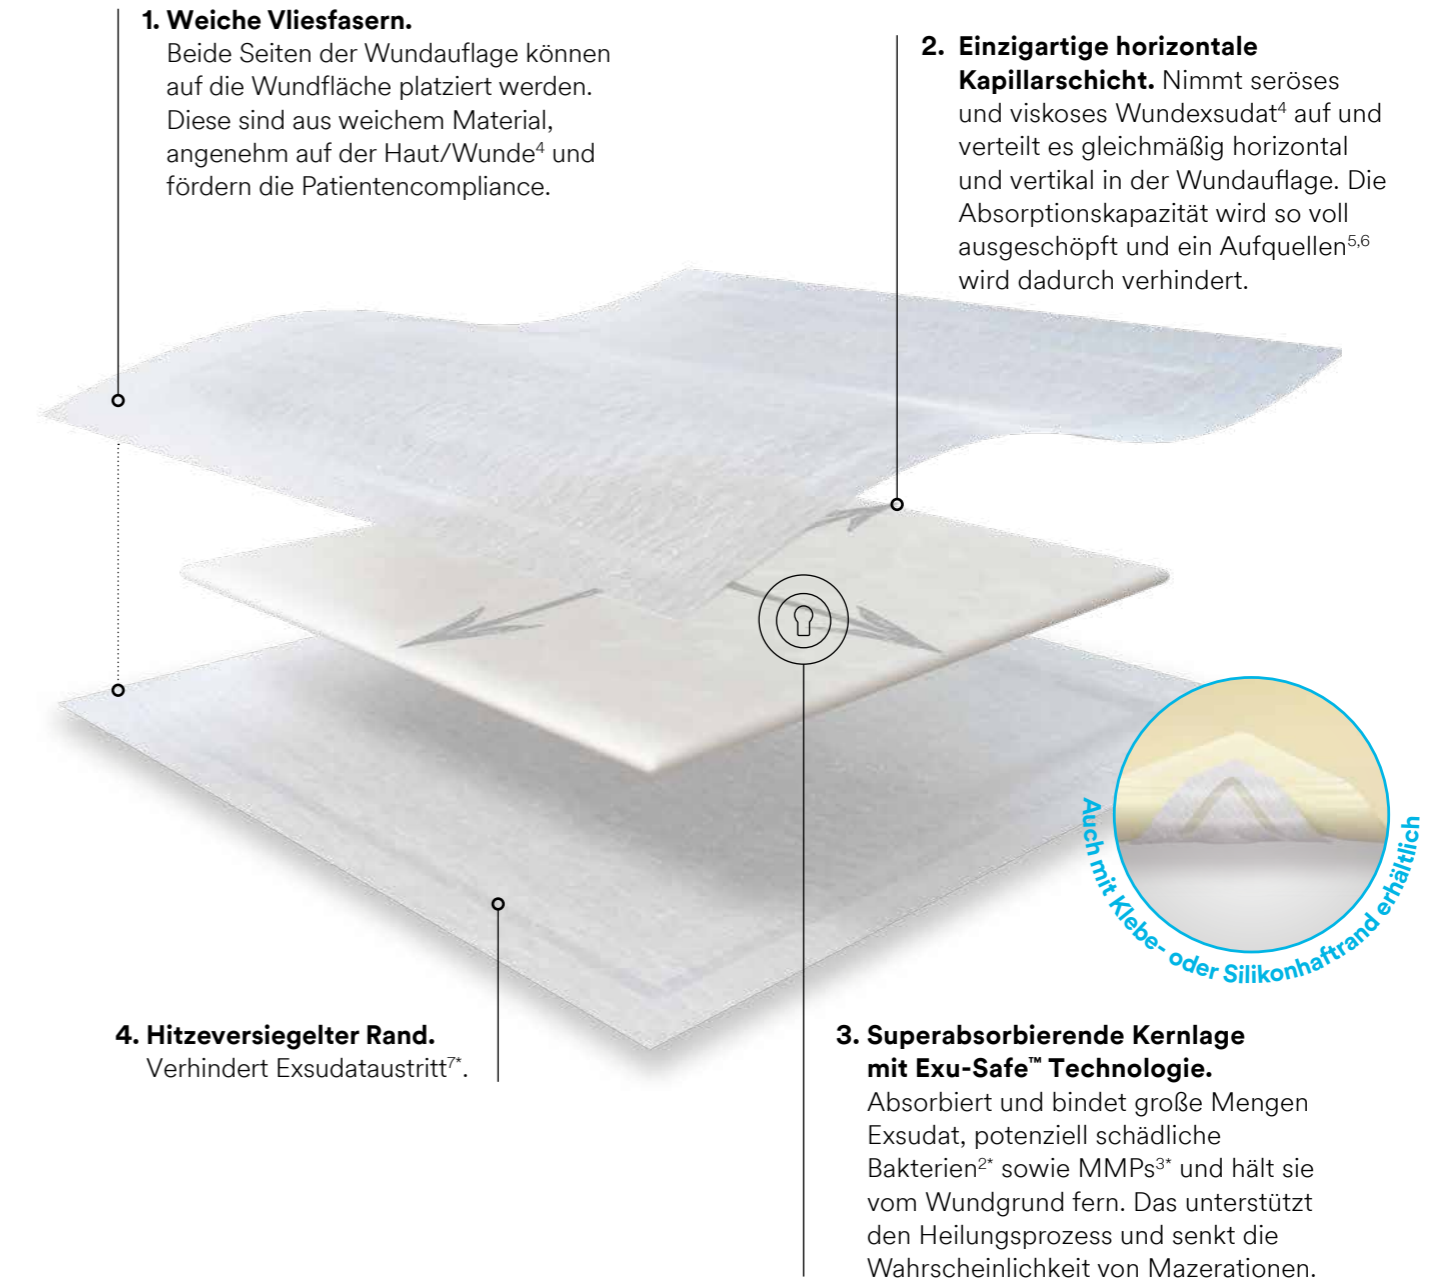 1. Weiche Vliesfasern.
Beide Seiten der Wundauflage können
auf die Wundfläche platziert werden.
Diese sind aus weichem Material,
angenehm auf der Haut/Wunde⁴ und
fördern die Patientencompliance.
2. Einzigartige horizontale
Kapillarschicht. Nimmt seröses
und viskoses Wundexsudat⁴ auf und
verteilt es gleichmäßig horizontal
und vertikal in der Wundauflage. Die
Absorptionskapazität wird so voll
ausgeschöpft und ein Aufquellen⁵,⁶
wird dadurch verhindert.
Auch mit Klebe- oder Silikonhaftrand erhältlich
4. Hitzeversiegelter Rand.
Verhindert Exsudataustritt⁷*.
3. Superabsorbierende Kernlage
mit Exu-Safe™ Technologie.
Absorbiert und bindet große Mengen
Exsudat, potenziell schädliche
Bakterien²* sowie MMPs³* und hält sie
vom Wundgrund fern. Das unterstützt
den Heilungsprozess und senkt die
Wahrscheinlichkeit von Mazerationen.